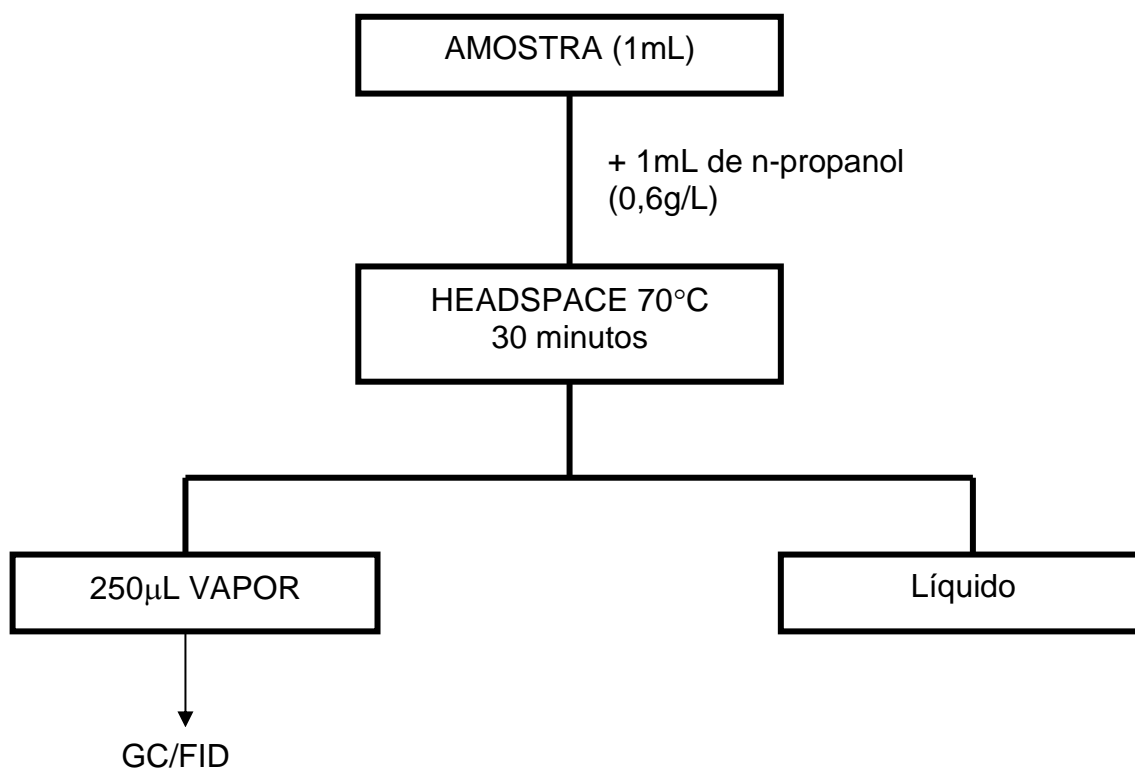 AMOSTRA (1mL)
+ 1mL de n-propanol
(0,6g/L)
HEADSPACE 70°C
30 minutos
250μL VAPOR
Líquido
GC/FID